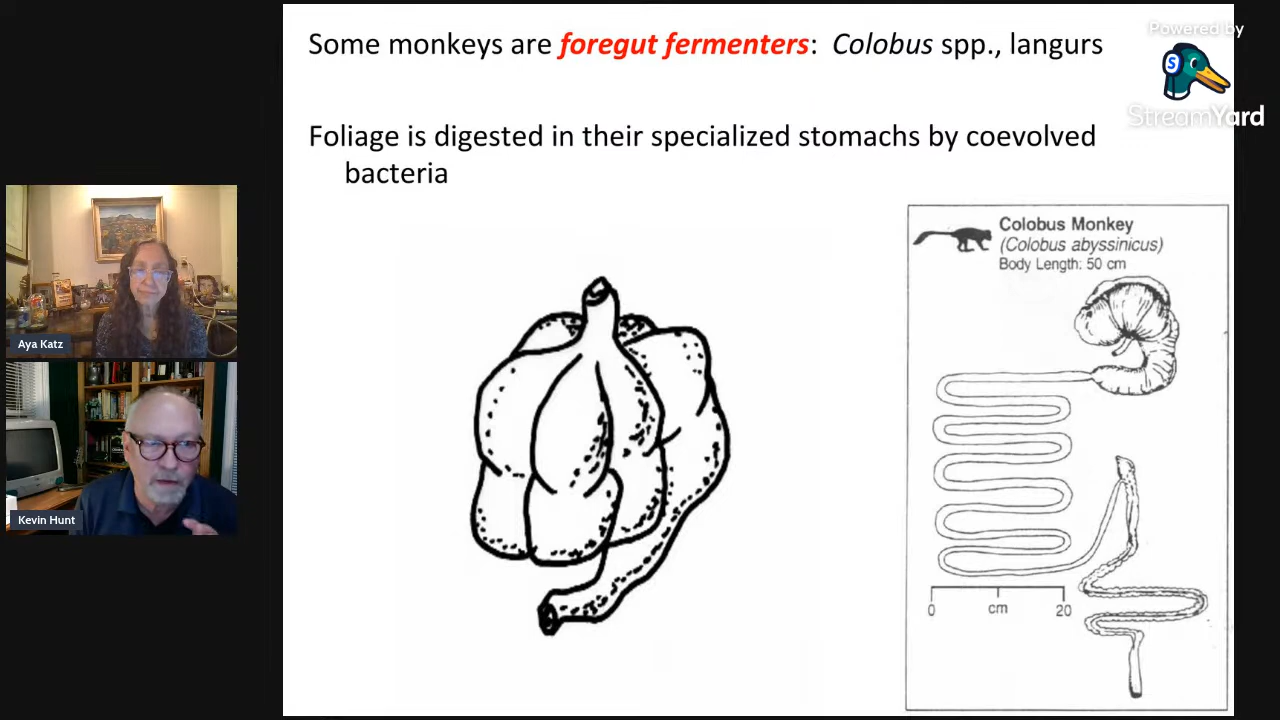 Some monkeys are foregut fermenters: Colobus spp., langurs
Foliage is digested in their specialized stomachs by coevolved
bacteria
Powered by
S
StreamYard
Aya Katz
Kevin Hunt
Colobus Monkey
(Colobus abyssinicus)
Body Length: 50 cm
0 cm 20